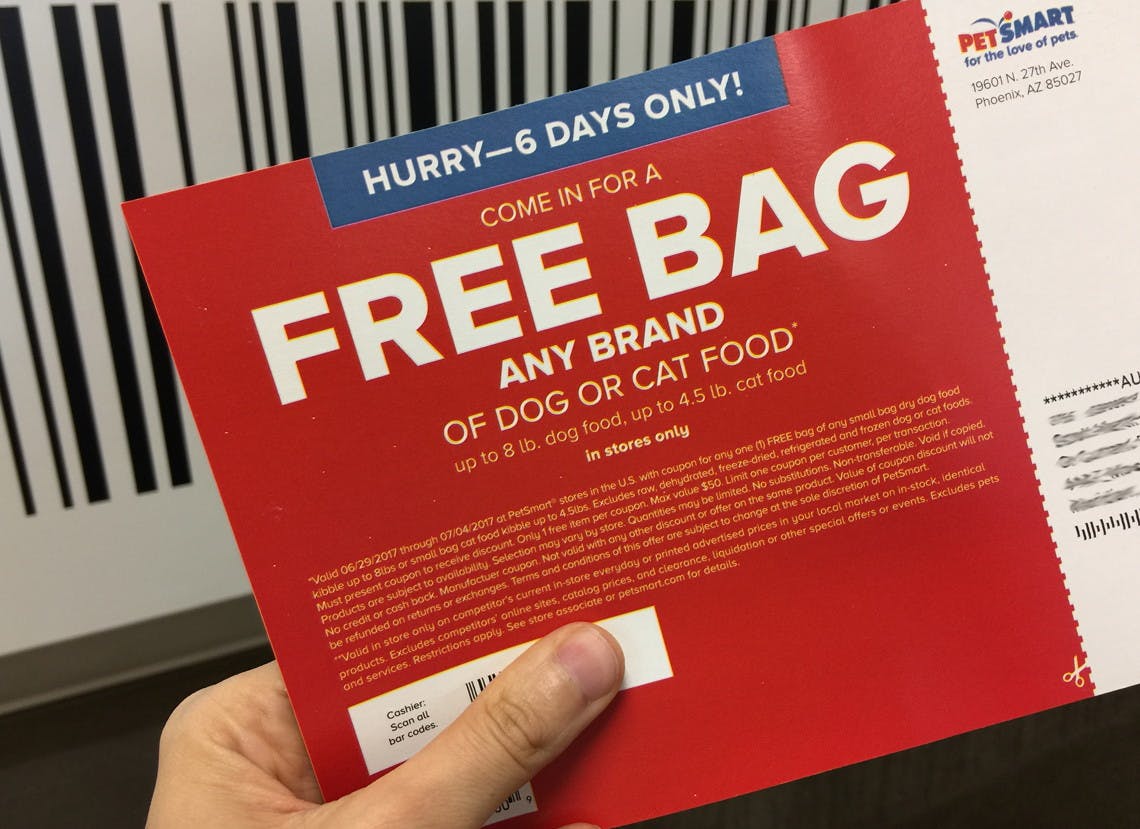 HURRY—6 DAYS ONLY!
COME IN FOR A
FREE BAG
ANY BRAND
OF DOG OR CAT FOOD*
up to 8 lb. dog food, up to 4.5 lb. cat food
in stores only
*Valid 06/29/2017 through 07/04/2017 at PetSmart® stores in the U.S. with coupon for any one (1) FREE bag of any small bag dry dog food
kibble up to 8lbs or small bag cat food kibble up to 4.5lbs. Excludes raw, dehydrated, freeze-dried, refrigerated and frozen dog or cat foods.
Must present coupon to receive discount. Only 1 free item per coupon. Max value $50. Limit one coupon per customer, per transaction.
Products are subject to availability. Selection may vary by store. Quantities may be limited. No substitutions. Non-transferable. Void if copied.
No credit or cash back. Manufactuer coupon. Not valid with any other discount or offer on the same product. Value of coupon discount will not
be refunded on returns or exchanges. Terms and conditions of this offer are subject to change at the sole discretion of PetSmart.
**Valid in store only on competitor's current in-store everyday or printed advertised prices in your local market on in-stock, identical
products. Excludes competitors' online sites, catalog prices, and clearance, liquidation or other special offers or events. Excludes pets
and services. Restrictions apply. See store associate or petsmart.com for details.
Cashier:
Scan all
bar codes.
9
PETSMART
for the love of pets.
19601 N. 27th Ave.
Phoenix, AZ 85027
***********AU